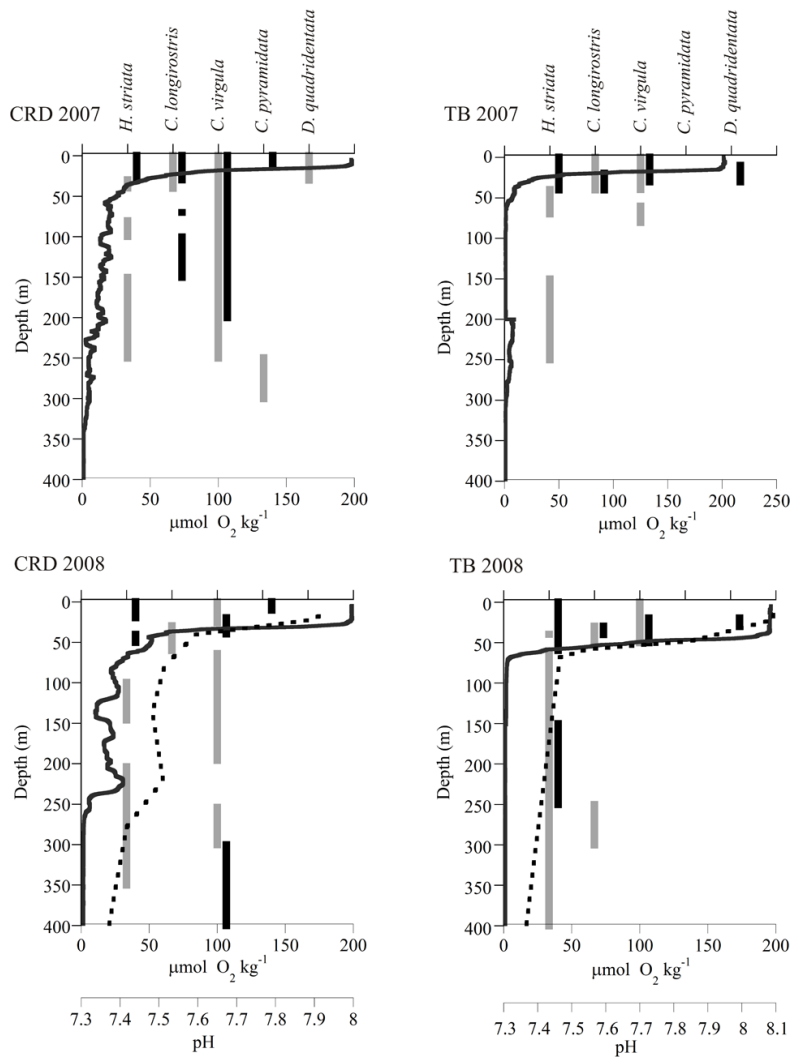 H. striata
C. longirostris
C. virgula
C. pyramidata
D. quadridentata
CRD 2007
0
50
100
150
200
250
300
350
400
Depth (m)
0 50 100 150 200
µmol O2 kg-1
H. striata
C. longirostris
C. virgula
C. pyramidata
D. quadridentata
TB 2007
0
50
100
150
200
250
300
350
400
Depth (m)
0 50 100 150 200 250
µmol O2 kg-1
CRD 2008
0
50
100
150
200
250
300
350
400
Depth (m)
0 50 100 150 200
µmol O2 kg-1
7.3 7.4 7.5 7.6 7.7 7.8 7.9 8
pH
TB 2008
0
50
100
150
200
250
300
350
400
Depth (m)
0 50 100 150 200
µmol O2 kg-1
7.3 7.4 7.5 7.6 7.7 7.8 7.9 8 8.1
pH